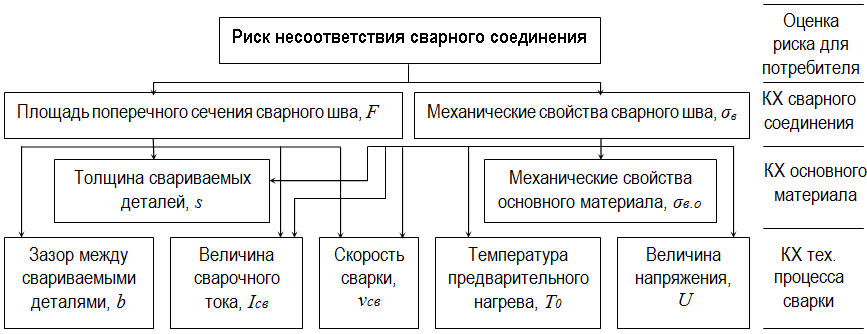 Риск несоответствия сварного соединения
Оценка
риска для
потребителя
Площадь поперечного сечения сварного шва, F
Механические свойства сварного шва, σв
КХ сварного
соединения
Толщина свариваемых
деталей, s
Механические свойства
основного материала, σв.о
КХ основного
материала
Зазор между
свариваемыми
деталями, b
Величина
сварочного
тока, Iсв
Скорость
сварки,
vсв
Температура
предварительного
нагрева, T0
Величина
напряжения,
U
КХ тех.
процесса
сварки